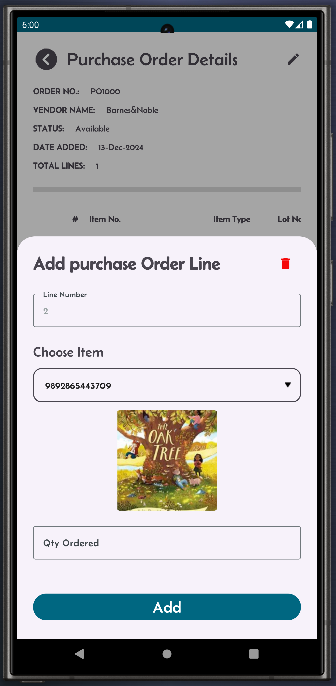 5:00
Purchase Order Details
ORDER NO.: PO1000
VENDOR NAME: Barnes&Noble
STATUS: Available
DATE ADDED: 13-Dec-2024
TOTAL LINES: 1
# Item No. Item Type Lot No
Add purchase Order Line
Line Number
2
Choose Item
9892865443709
THE
OAK
TREE
Qty Ordered
Add